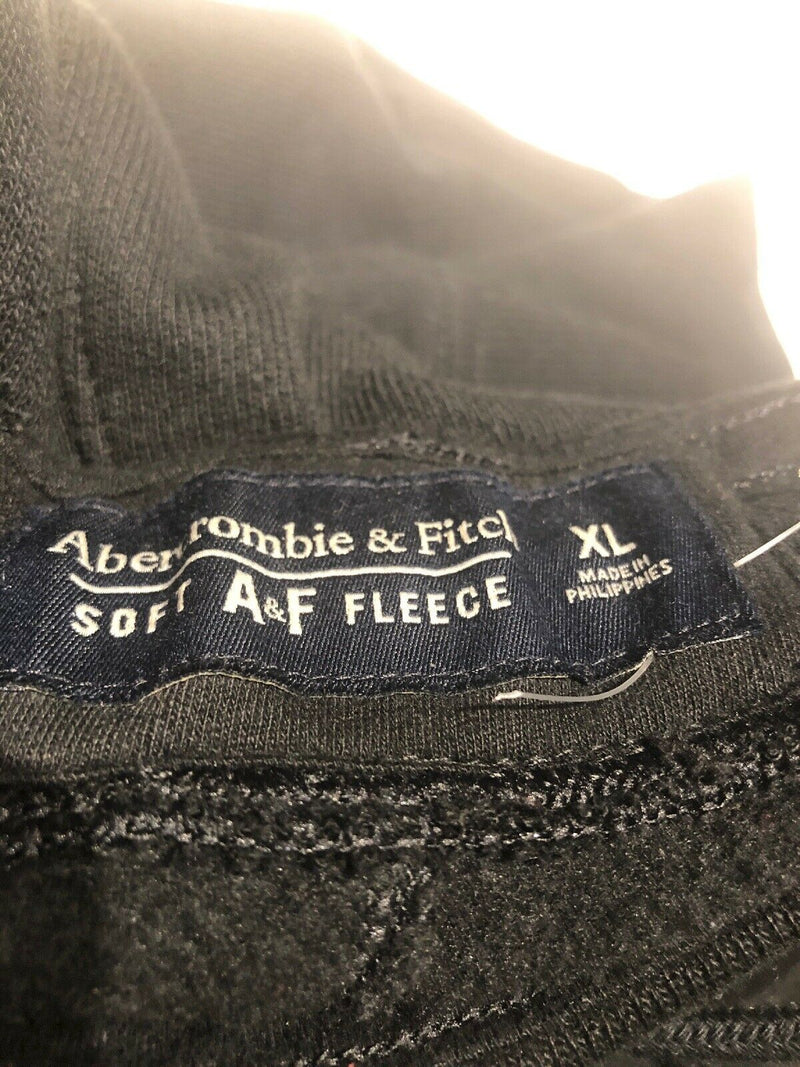 Abercrombie & Fitch
SOFT A&F FLEECE
XL
MADE IN
PHILIPPINES